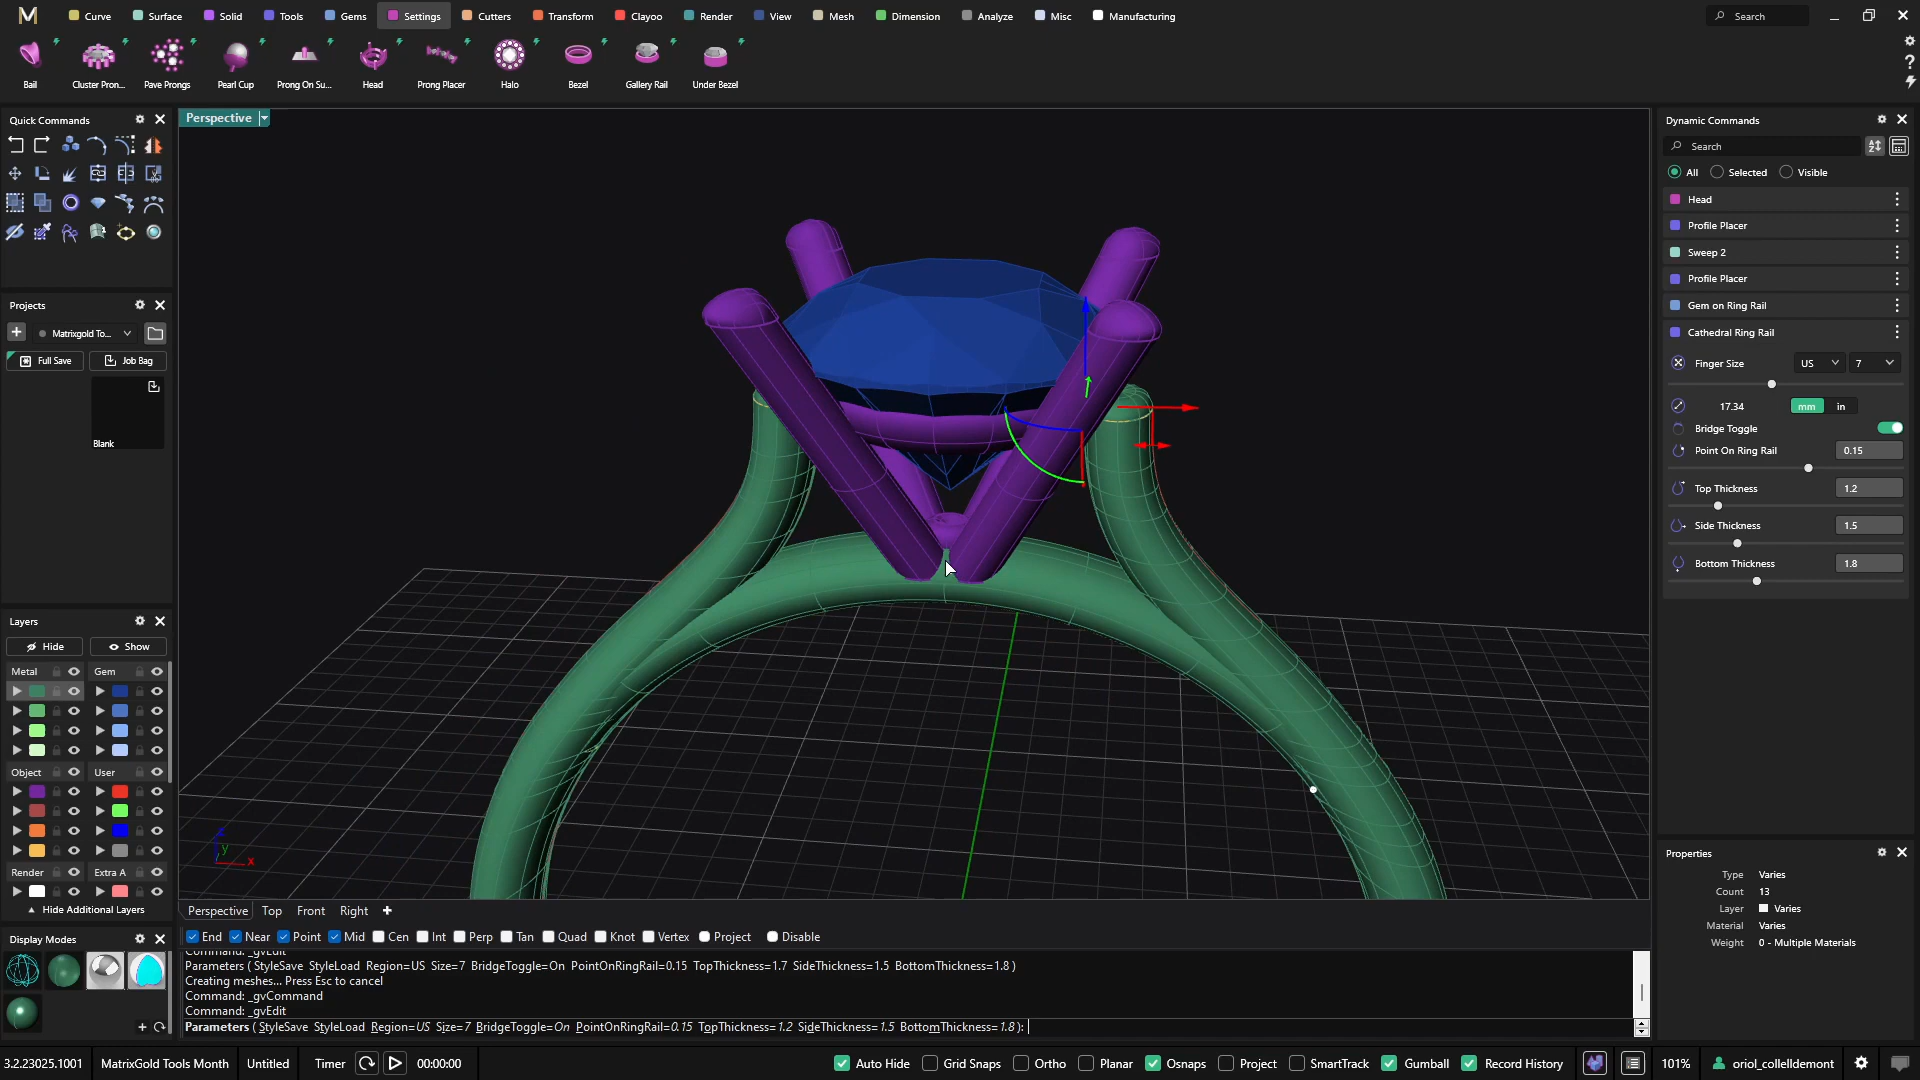 Curve Surface Solid Tools Gems Settings Cutters Transform Clayoo Render View Mesh Dimension Analyze Misc Manufacturing Search
Bail Cluster Pron... Pave Prongs Pearl Cup Prong On Su... Head Prong Placer Halo Bezel Gallery Rail Under Bezel
Quick Commands
Projects
Matrixgold To...
Full Save Job Bag
Blank
Layers
Hide Show
Metal Gem
Object User
Render Extra A
Hide Additional Layers
Display Modes
Perspective
z
y
x
Perspective Top Front Right
End Near Point Mid Cen Int Perp Tan Quad Knot Vertex Project Disable
Command: _gvEdit
Parameters ( StyleSave StyleLoad Region=US Size=7 BridgeToggle=On PointOnRingRail=0.15 TopThickness=1.7 SideThickness=1.5 BottomThickness=1.8 )
Creating meshes... Press Esc to cancel
Command: _gvCommand
Command: _gvEdit
Parameters ( StyleSave StyleLoad Region=US Size=7 BridgeToggle=On PointOnRingRail=0.15 TopThickness=1.2 SideThickness=1.5 BottomThickness=1.8 ):
Dynamic Commands
Search
All Selected Visible
Head
Profile Placer
Sweep 2
Profile Placer
Gem on Ring Rail
Cathedral Ring Rail
Finger Size US 7
17.34 mm in
Bridge Toggle
Point On Ring Rail 0.15
Top Thickness 1.2
Side Thickness 1.5
Bottom Thickness 1.8
Properties
Type Varies
Count 13
Layer Varies
Material Varies
Weight 0 - Multiple Materials
3.2.23025.1001 MatrixGold Tools Month Untitled Timer 00:00:00 Auto Hide Grid Snaps Ortho Planar Osnaps Project SmartTrack Gumball Record History 101% oriol_collelldemont